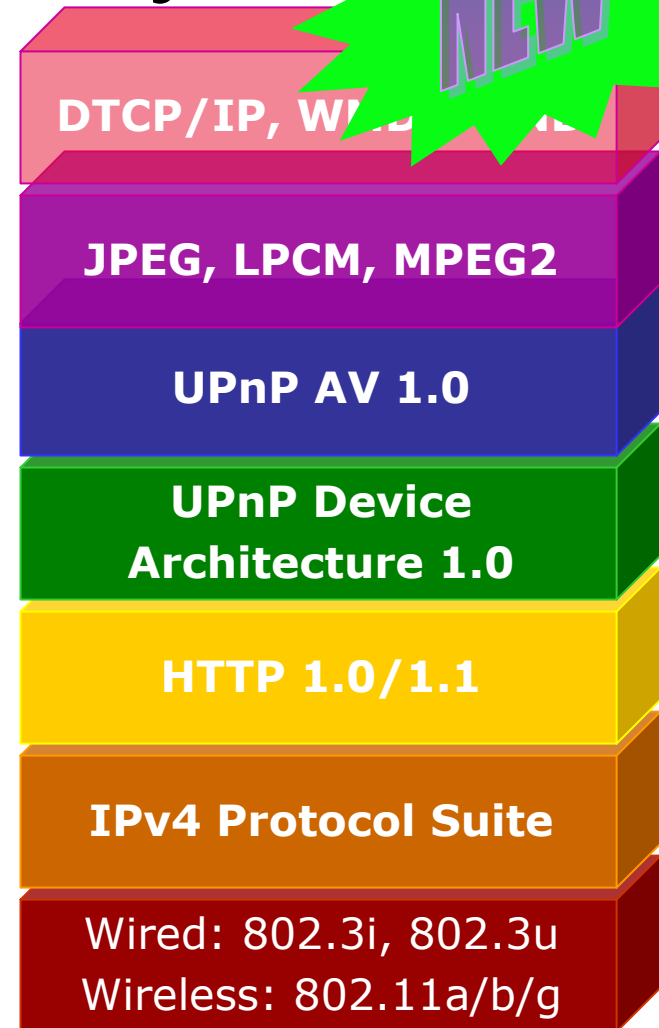 NEW
DTCP/IP,
JPEG, LPCM, MPEG2
UPnP AV 1.0
UPnP Device
Architecture 1.0
HTTP 1.0/1.1
IPv4 Protocol Suite
Wired: 802.3i, 802.3u
Wireless: 802.11a/b/g